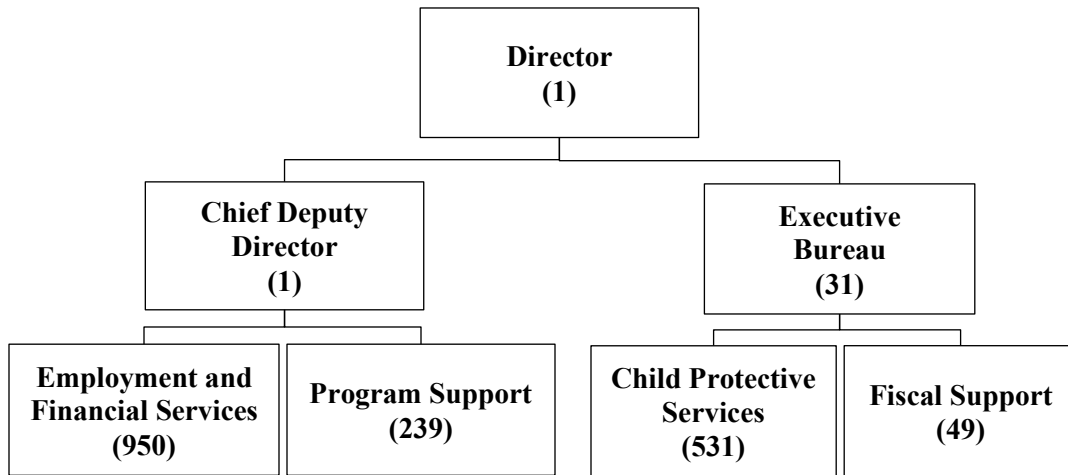 Director
(1)
Chief Deputy
Director
(1)
Executive
Bureau
(31)
Employment and
Financial Services
(950)
Program Support
(239)
Child Protective
Services
(531)
Fiscal Support
(49)